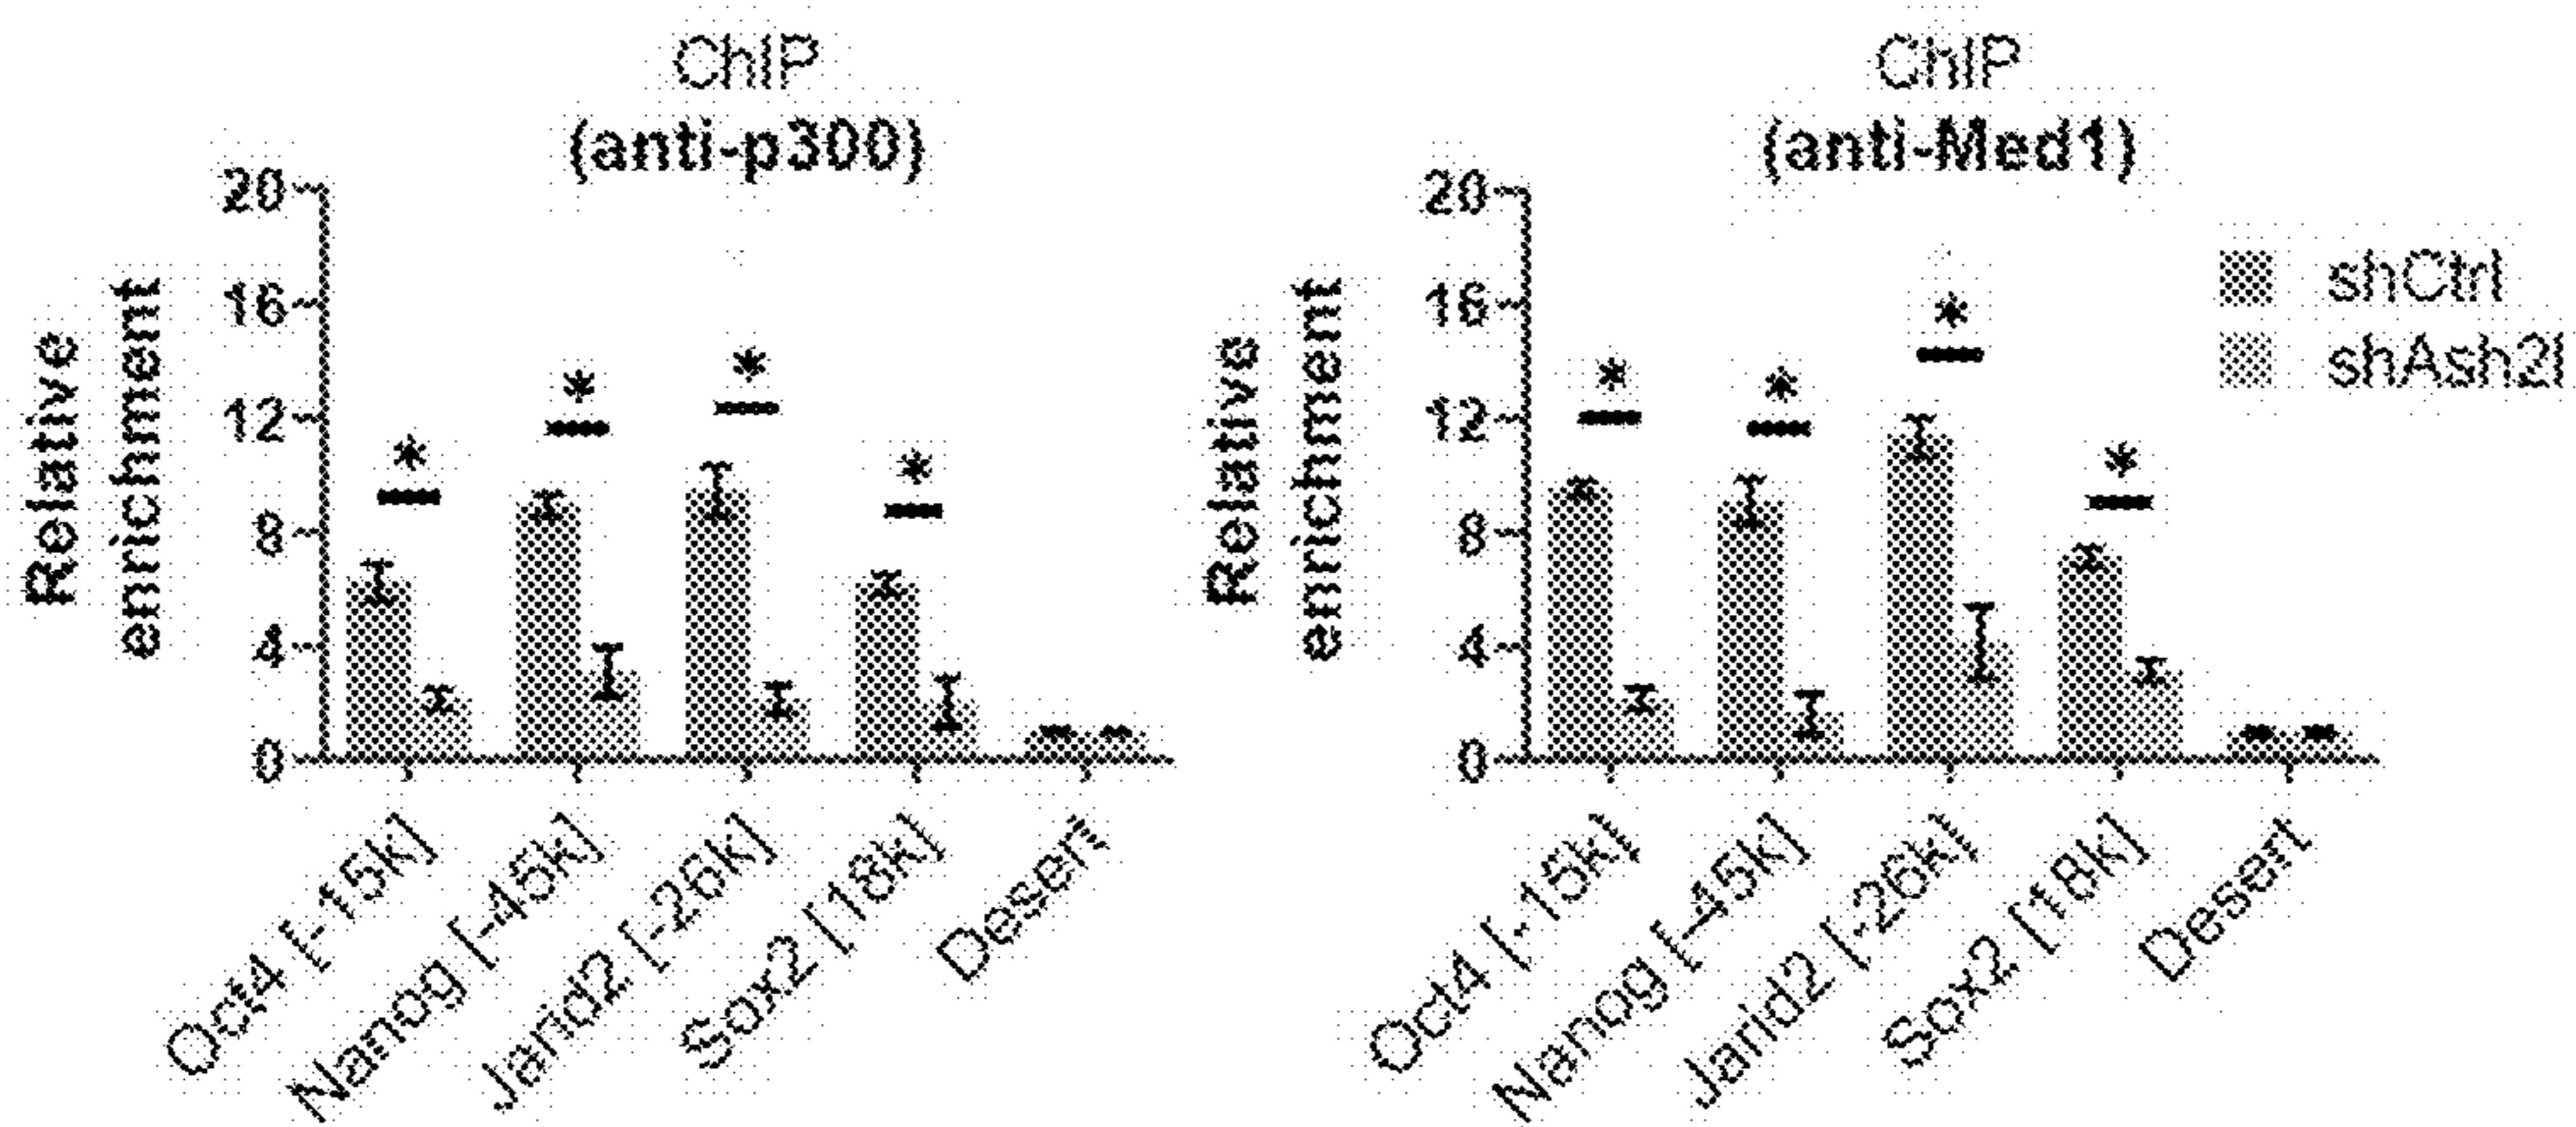 ChIP
(anti-p300)
Relative
enrichment
20
16
12
8
4
0
*
*
*
*
Oct4 [-15k]
Nanog [-45k]
Jarid2 [-26k]
Sox2 [18k]
Desert
ChIP
(anti-Med1)
Relative
enrichment
20
16
12
8
4
0
*
*
*
*
Oct4 [-15k]
Nanog [-45k]
Jarid2 [-26k]
Sox2 [18k]
Desert
shCtrl
shAsh2l